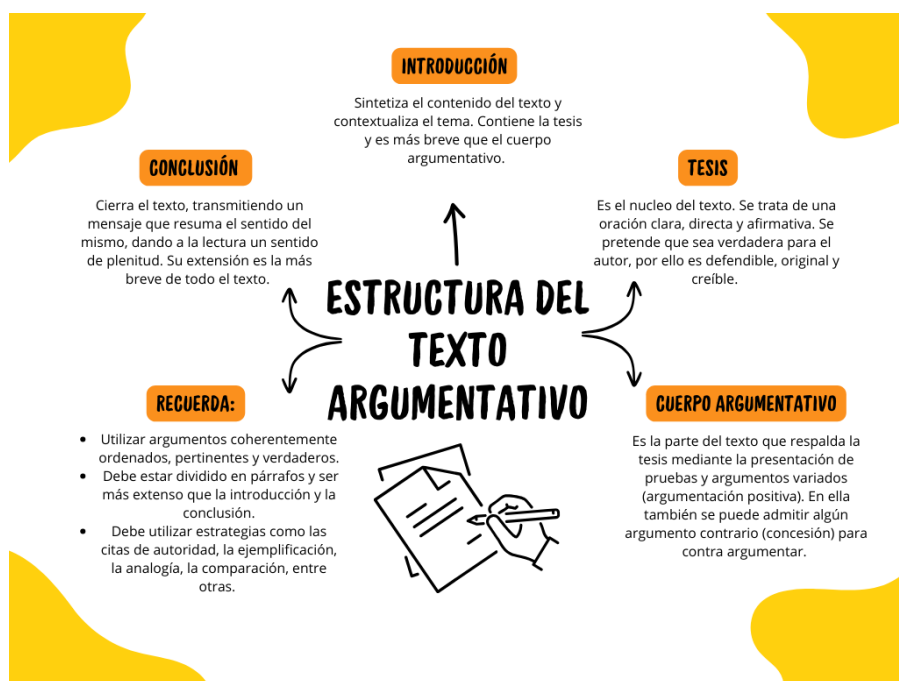 INTRODUCCIÓN
Sintetiza el contenido del texto y
contextualiza el tema. Contiene la tesis
y es más breve que el cuerpo
argumentativo.
CONCLUSIÓN
Cierra el texto, transmitiendo un
mensaje que resuma el sentido del
mismo, dando a la lectura un sentido
de plenitud. Su extensión es la más
breve de todo el texto.
TESIS
Es el nucleo del texto. Se trata de una
oración clara, directa y afirmativa. Se
pretende que sea verdadera para el
autor, por ello es defendible, original y
creíble.
ESTRUCTURA DEL
TEXTO
ARGUMENTATIVO
RECUERDA:
• Utilizar argumentos coherentemente
ordenados, pertinentes y verdaderos.
• Debe estar dividido en párrafos y ser
más extenso que la introducción y la
conclusión.
• Debe utilizar estrategias como las
citas de autoridad, la ejemplificación,
la analogía, la comparación, entre
otras.
CUERPO ARGUMENTATIVO
Es la parte del texto que respalda la
tesis mediante la presentación de
pruebas y argumentos variados
(argumentación positiva). En ella
también se puede admitir algún
argumento contrario (concesión) para
contra argumentar.